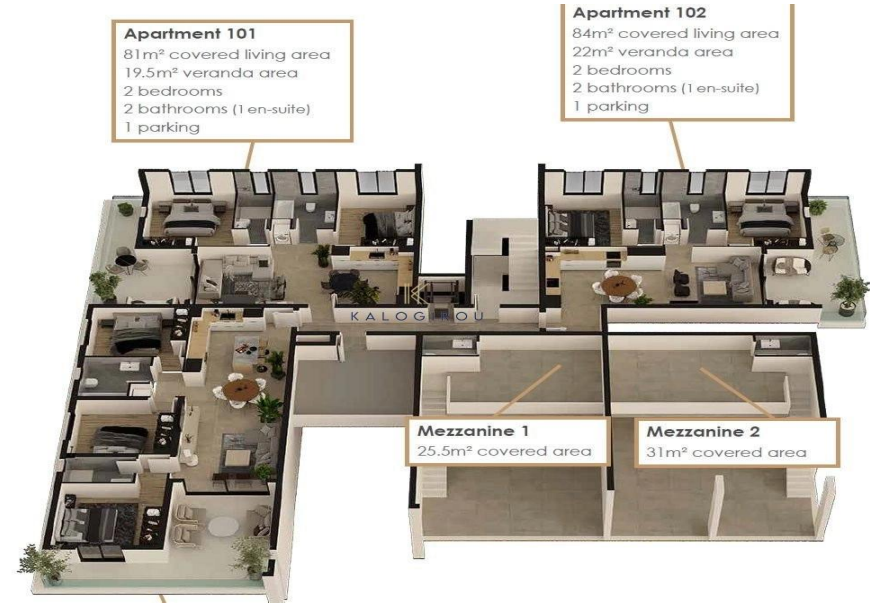 Apartment 101
81m² covered living area
19.5m² veranda area
2 bedrooms
2 bathrooms (1 en-suite)
1 parking
Apartment 102
84m² covered living area
22m² veranda area
2 bedrooms
2 bathrooms (1 en-suite)
1 parking
KALOGIROU
Mezzanine 1
25.5m² covered area
Mezzanine 2
31m² covered area